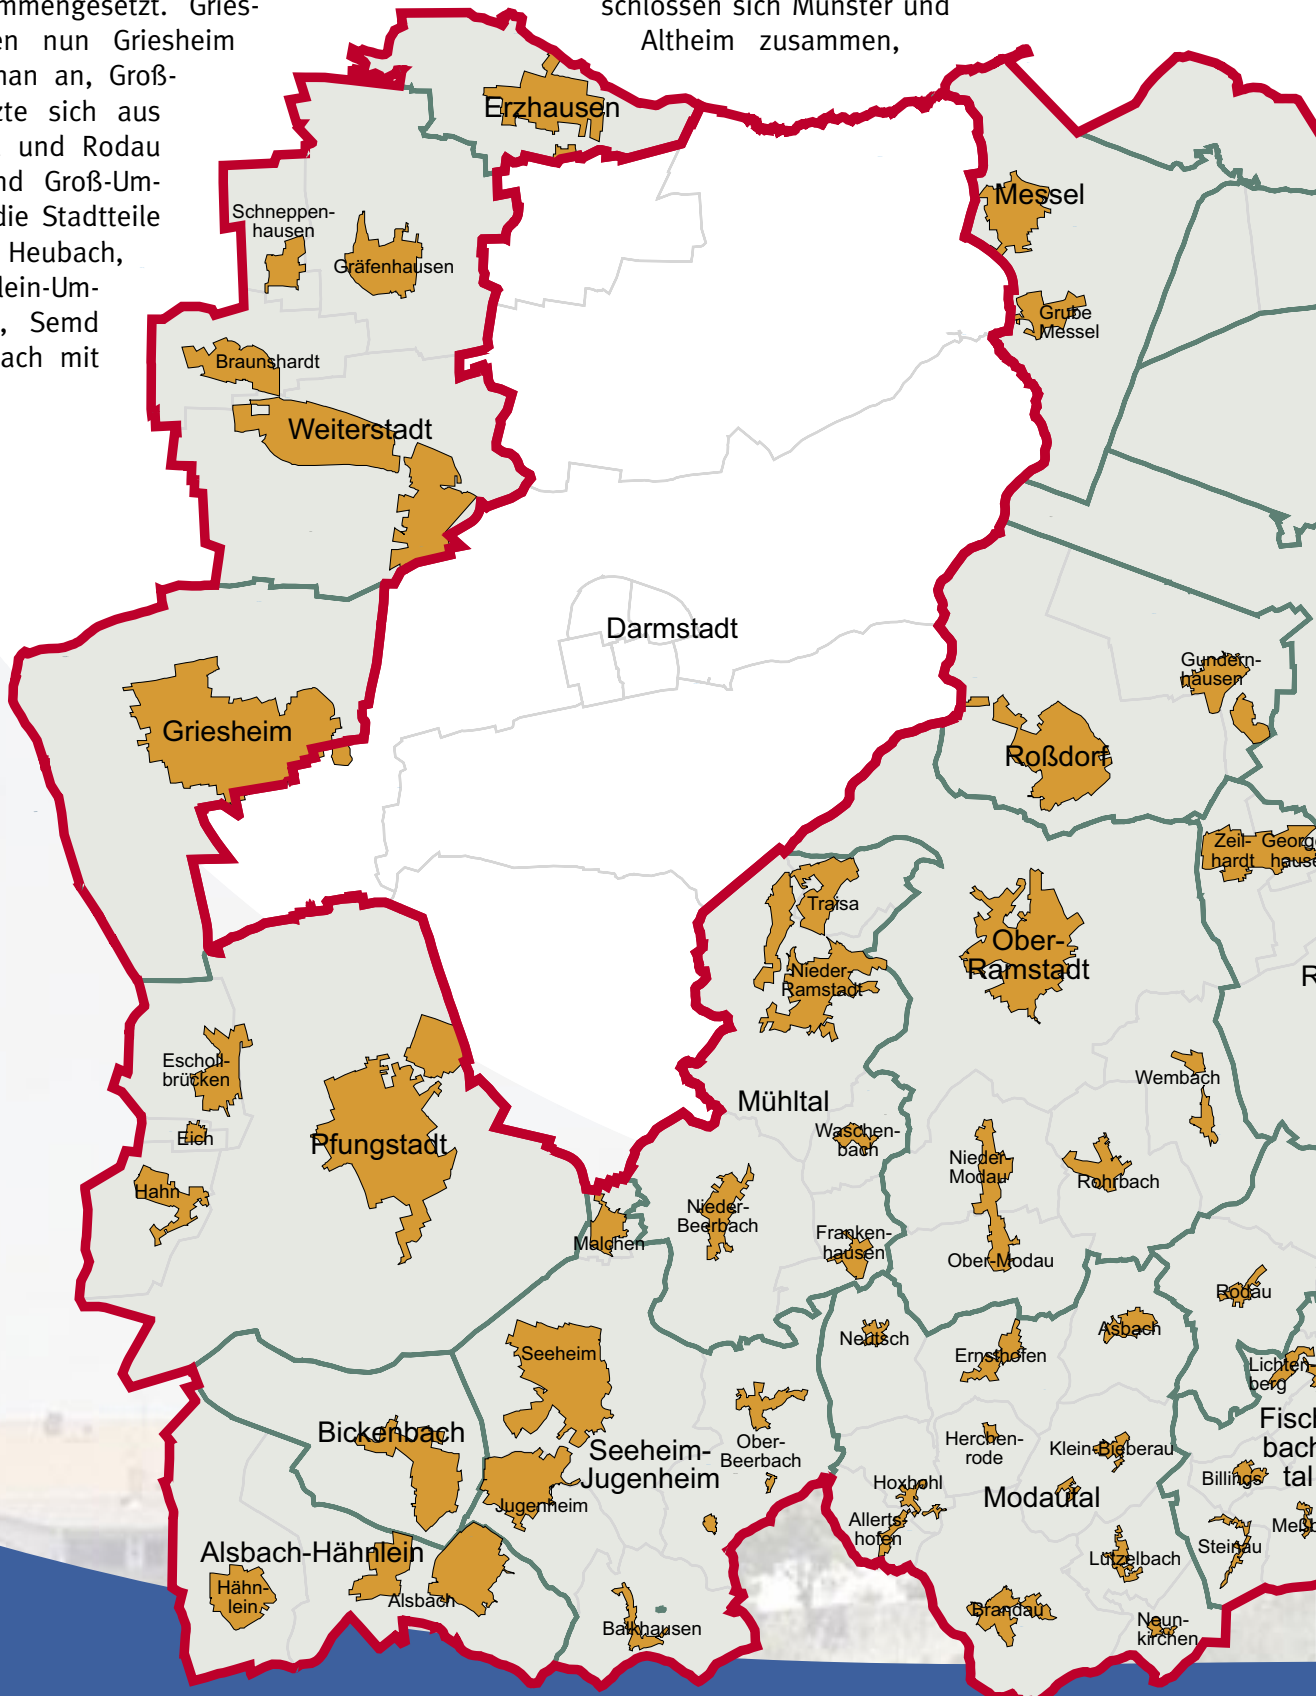 mmengesetzt. Gries-
en nun Griesheim
nan an, Groß-
zte sich aus
und Rodau
nd Groß-Um-
die Stadtteile
Heubach,
lein-Um-
, Semd
ach mit
schlossen sich Münster und
Altheim zusammen,
Erzhausen
Messel
Schneppen-
hausen
Gräfenhausen
Grube
Messel
Braunshardt
Weiterstadt
Darmstadt
Gundern-
hausen
Griesheim
Roßdorf
Zeil-
hardt
Georg
hause
Traisa
Ober-
Ramstadt
Nieder-
Ramstadt
R
Escholl-
brücken
Wembach
Mühltal
Eich
Pfungstadt
Waschen-
bach
Nieder-
Modau
Rohrbach
Hahn
Nieder-
Beerbach
Malchen
Franken-
hausen
Ober-Modau
Rodau
Neutsch
Asbach
Seeheim
Ernsthofen
Lichten-
berg
Bickenbach
Fisch
bach
tal
Seeheim-
Jugenheim
Ober-
Beerbach
Herchen-
rode
Klein-Bieberau
Billings
Hoxhohl
Modautal
Jugenheim
Allerts-
hofen
Meßb
Steinau
Alsbach-Hähnlein
Lützelbach
Hähn-
lein
Alsbach
Brandau
Balkhausen
Neun-
kirchen